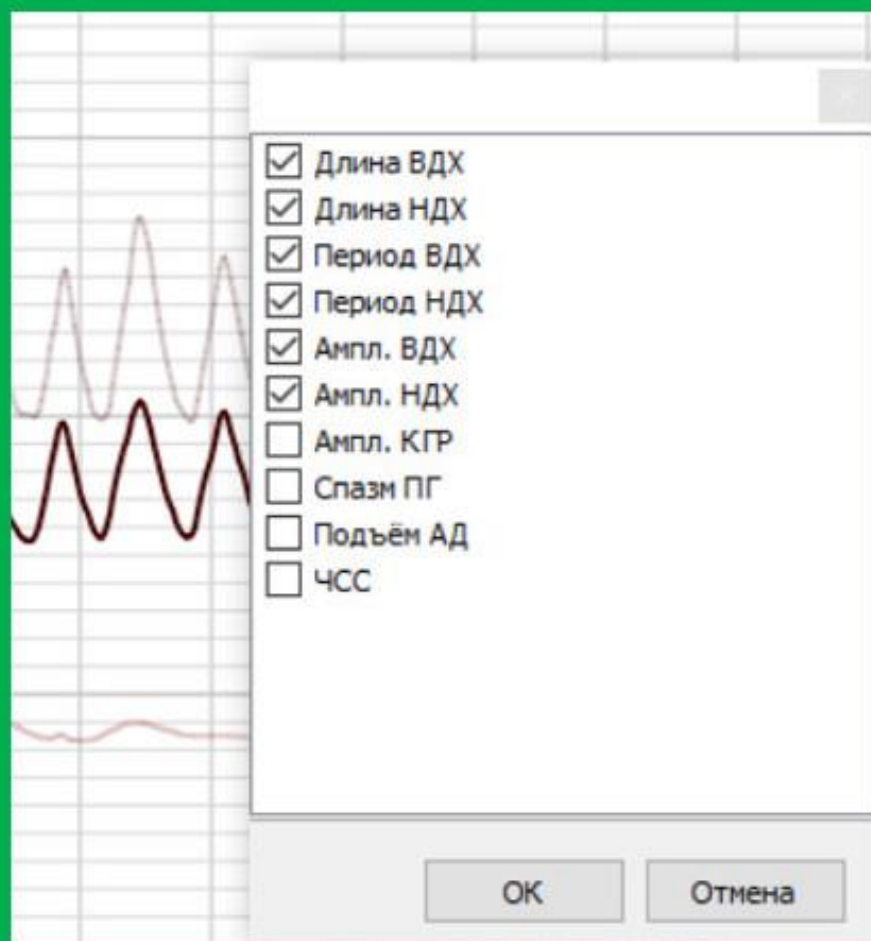 Длина ВДХ
Длина НДХ
Период ВДХ
Период НДХ
Ампл. ВДХ
Ампл. НДХ
Ампл. КГР
Спазм ПГ
Подъём АД
ЧСС
ОК
Отмена